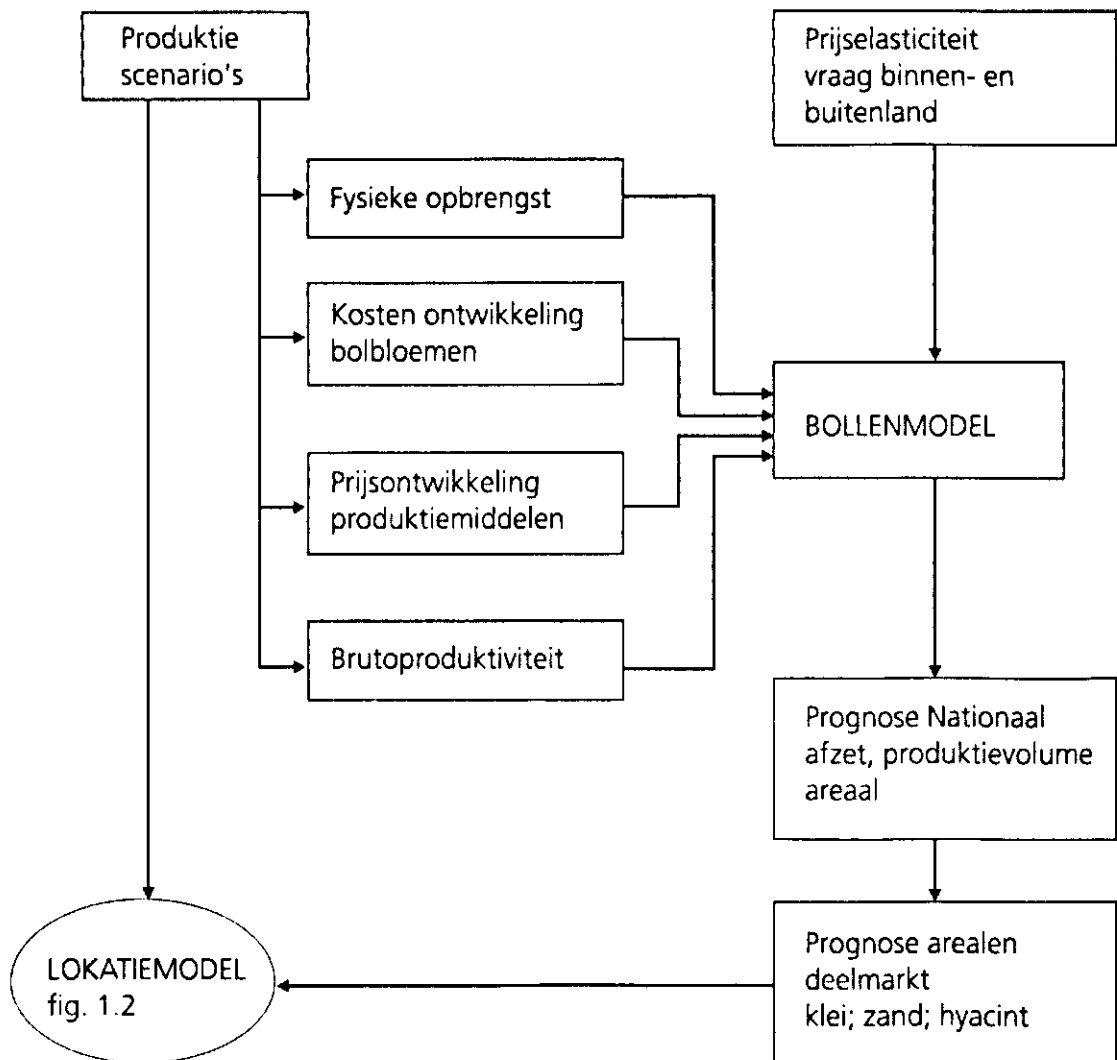 Produktie
scenario's
Prijselasticiteit
vraag binnen- en
buitenland
Fysieke opbrengst
Kosten ontwikkeling
bolbloemen
BOLLENMODEL
Prijsontwikkeling
produktiemiddelen
Brutoproduktiviteit
Prognose Nationaal
afzet, produktievolume
areaal
LOKATIEMODEL
fig. 1.2
Prognose arealen
deelmarkt
klei; zand; hyacint